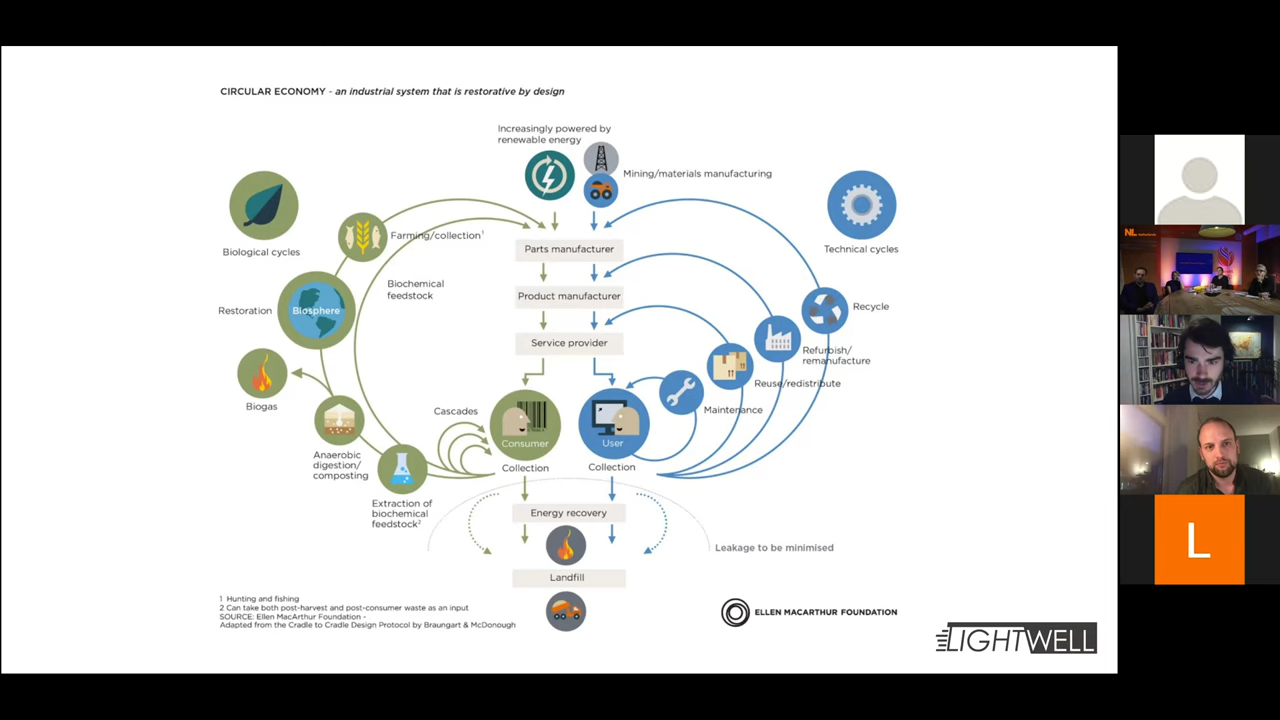 CIRCULAR ECONOMY - an industrial system that is restorative by design
Increasingly powered by
renewable energy
Mining/materials manufacturing
Biological cycles
Technical cycles
Farming/collection¹
Parts manufacturer
Biochemical
feedstock
Product manufacturer
Restoration
Biosphere
Recycle
Service provider
Refurbish/
remanufacture
Reuse/redistribute
Biogas
Cascades
Maintenance
Consumer
User
Anaerobic
digestion/
composting
Collection
Collection
Extraction of
biochemical
feedstock²
Energy recovery
Leakage to be minimised
Landfill
1 Hunting and fishing
2 Can take both post-harvest and post-consumer waste as an input
SOURCE: Ellen MacArthur Foundation -
Adapted from the Cradle to Cradle Design Protocol by Braungart & McDonough
ELLEN MACARTHUR FOUNDATION
LIGHTWELL
NL
L